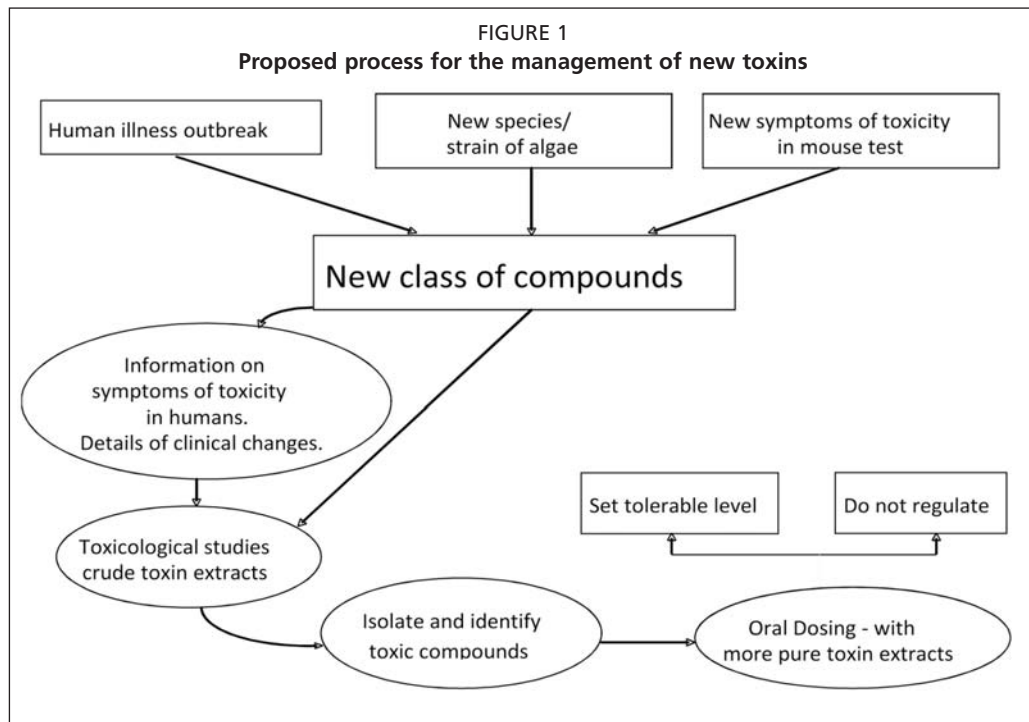 FIGURE 1
Proposed process for the management of new toxins
Human illness outbreak
New species/
strain of algae
New symptoms of toxicity
in mouse test
New class of compounds
Information on
symptoms of toxicity
in humans.
Details of clinical changes.
Toxicological studies
crude toxin extracts
Set tolerable level
Do not regulate
Isolate and identify
toxic compounds
Oral Dosing - with
more pure toxin extracts